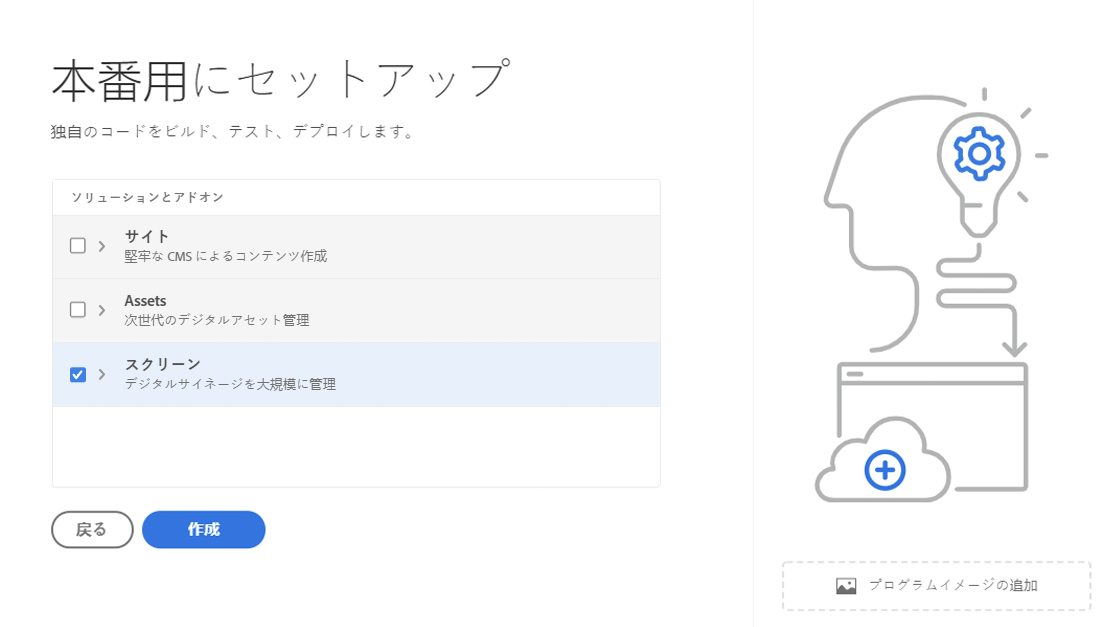 本番用にセットアップ
独自のコードをビルド、テスト、デプロイします。
ソリューションとアドオン
サイト
堅牢な CMS によるコンテンツ作成
Assets
次世代のデジタルアセット管理
スクリーン
デジタルサイネージを大規模に管理
戻る
作成
プログラムイメージの追加